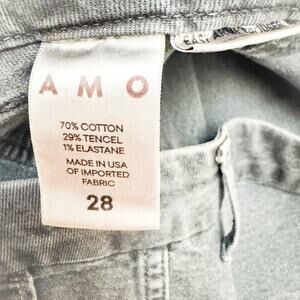 AMO
70% COTTON
29% TENCEL
1% ELASTANE
MADE IN USA
OF IMPORTED
FABRIC
28